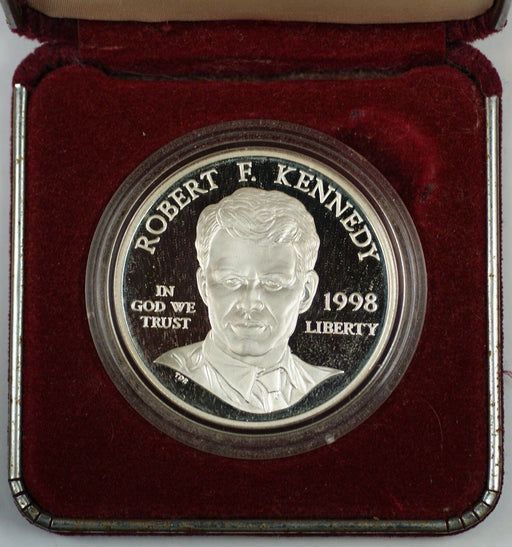 ROBERT F. KENNEDY
IN
GOD WE
TRUST
1998
LIBERTY